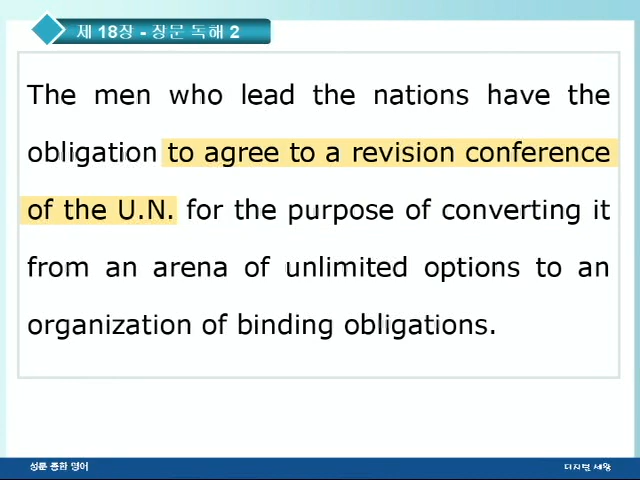 제 18장 - 장문 독해 2
The men who lead the nations have the
obligation to agree to a revision conference
of the U.N. for the purpose of converting it
from an arena of unlimited options to an
organization of binding obligations.
성문 종합 영어
디지털 세왕